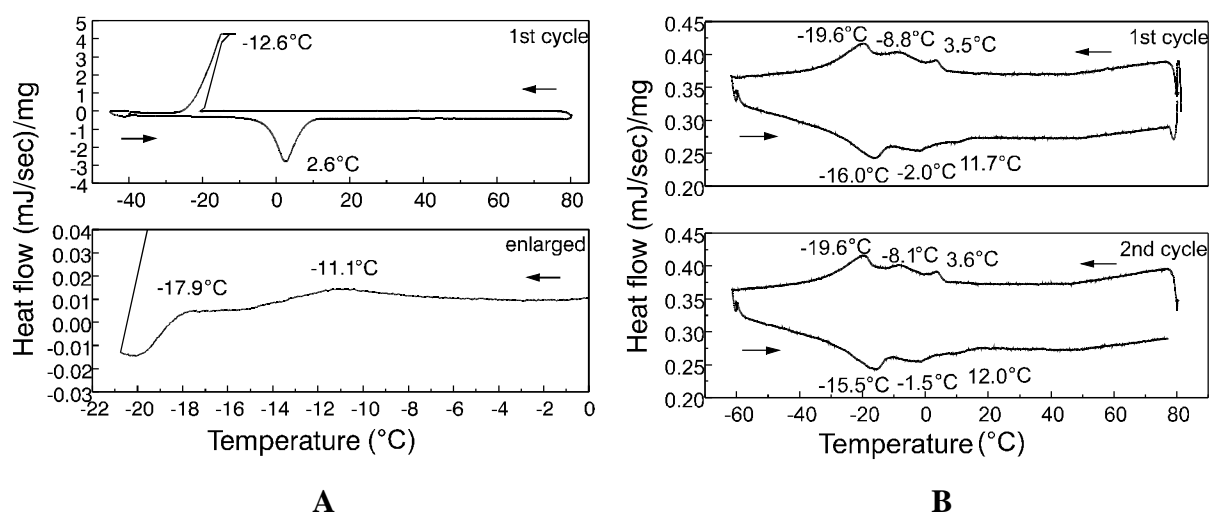 Heat flow (mJ/sec)/mg
5
4
3
2
1
0
-1
-2
-3
-4
-12.6°C
1st cycle
2.6°C
-40 -20 0 20 40 60 80
0.04
0.03
0.02
0.01
0.00
-0.01
-0.02
-0.03
enlarged
-17.9°C
-11.1°C
-22 -20 -18 -16 -14 -12 -10 -8 -6 -4 -2 0
Temperature (°C)
A
Heat flow (mJ/sec)/mg
0.45
0.40
0.35
0.30
0.25
0.20
-19.6°C -8.8°C 3.5°C
1st cycle
-16.0°C -2.0°C 11.7°C
0.45
0.40
0.35
0.30
0.25
0.20
-19.6°C -8.1°C 3.6°C
2nd cycle
-15.5°C -1.5°C 12.0°C
-60 -40 -20 0 20 40 60 80
Temperature (°C)
B